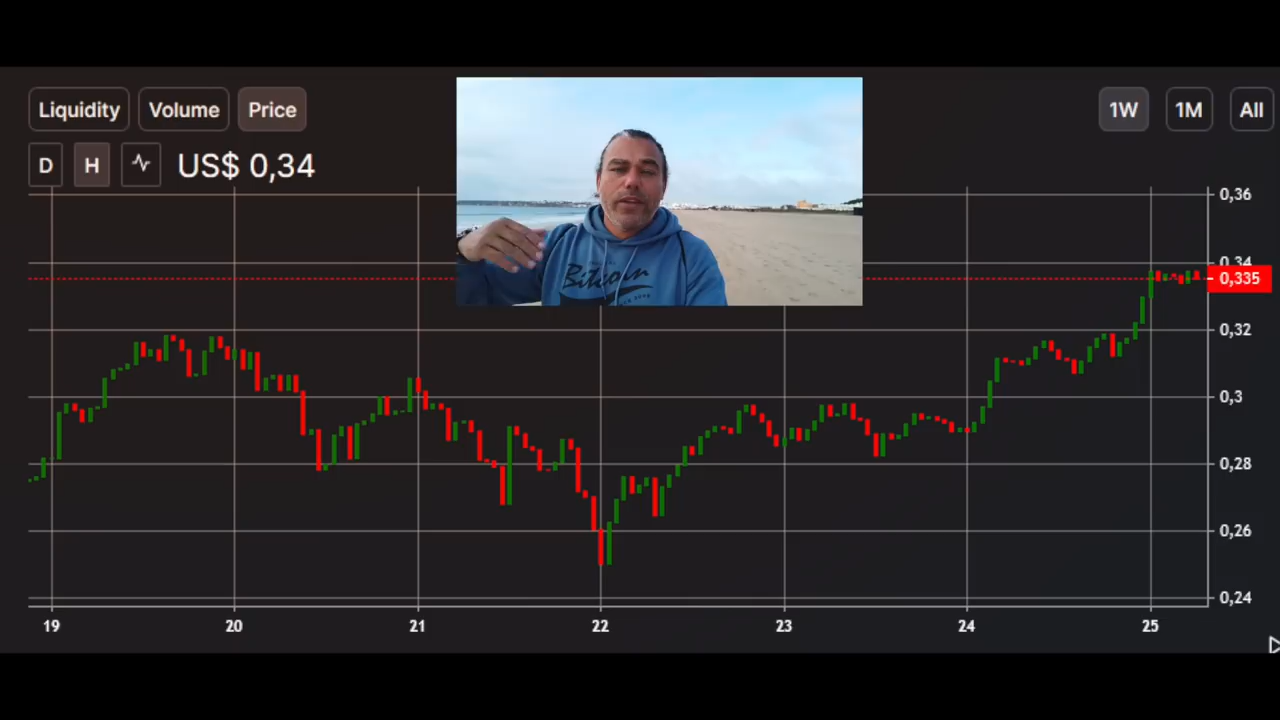 Liquidity Volume Price
1W 1M All
D H US$ 0,34
0,36
0,34
0,335
0,32
0,3
0,28
0,26
0,24
19 20 21 22 23 24 25
Bitcoin